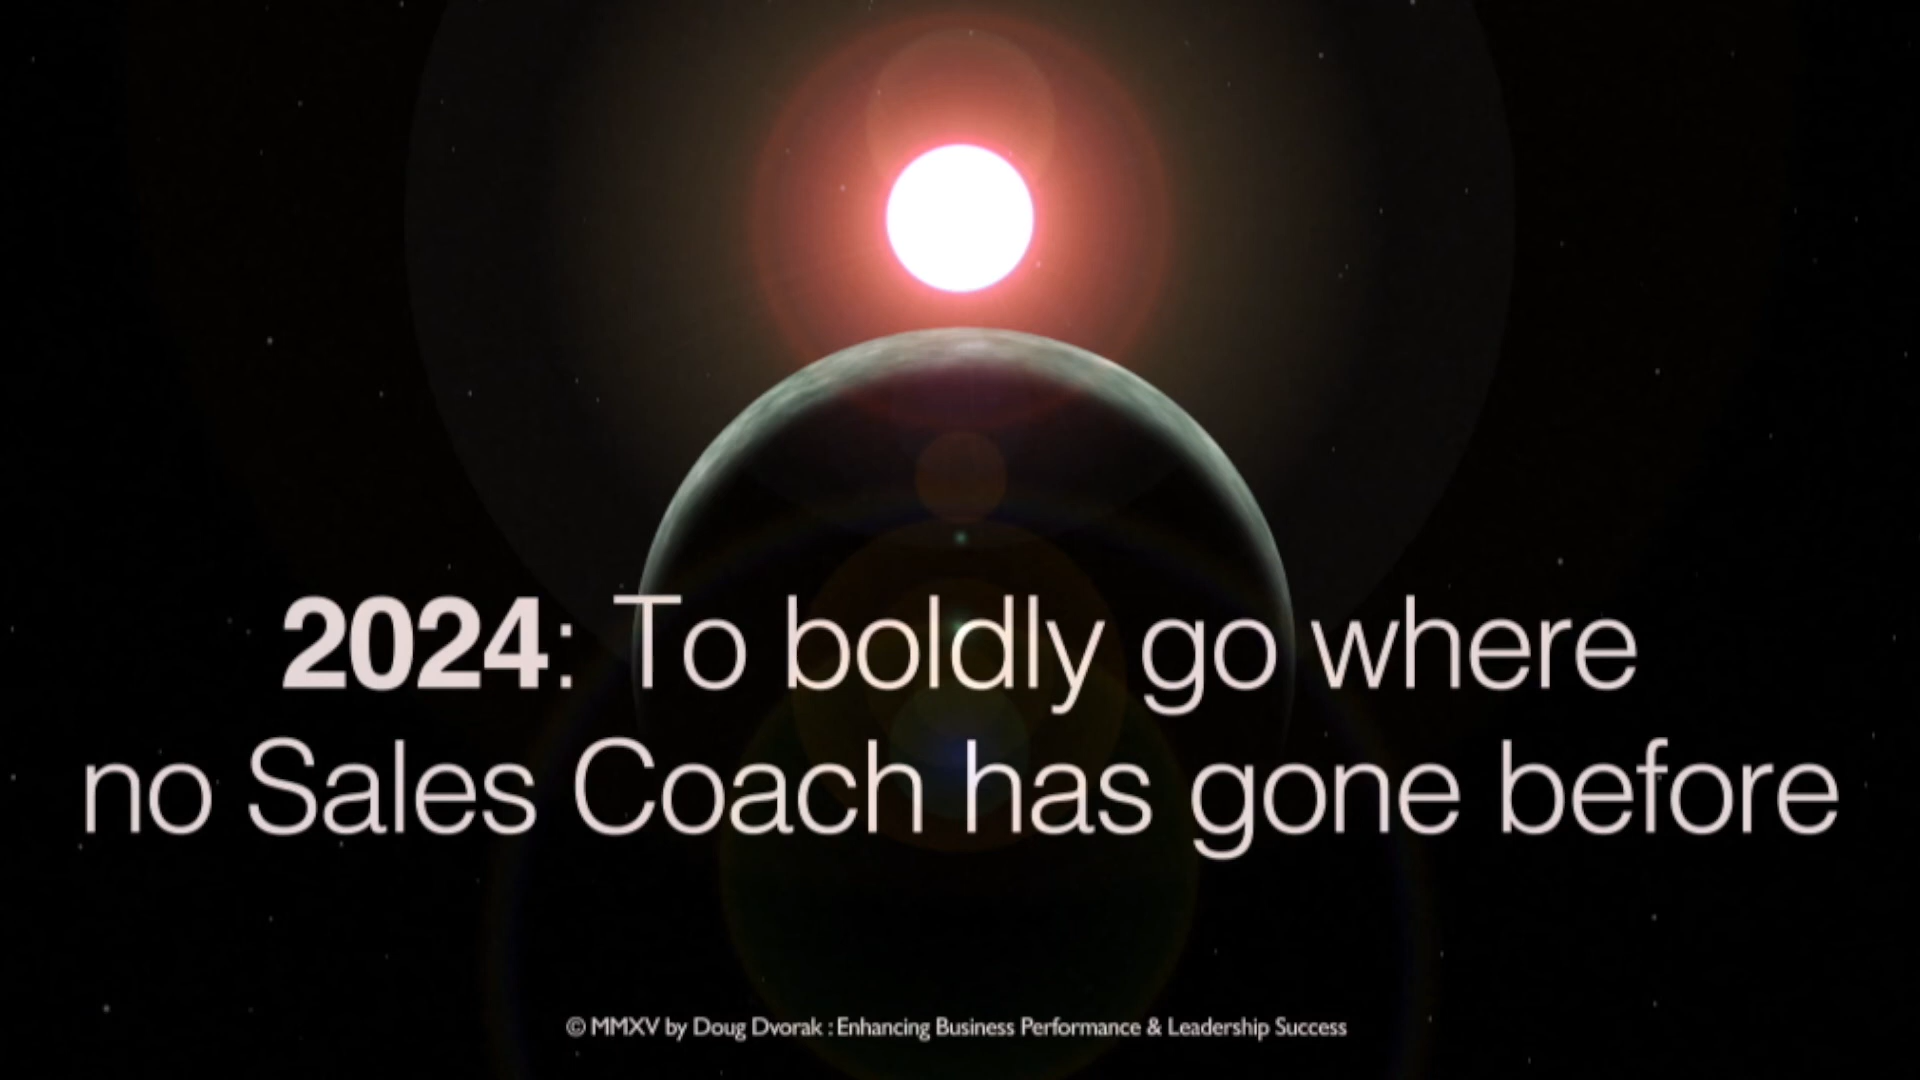 2024: To boldly go where
no Sales Coach has gone before
© MMXV by Doug Dvorak : Enhancing Business Performance & Leadership Success